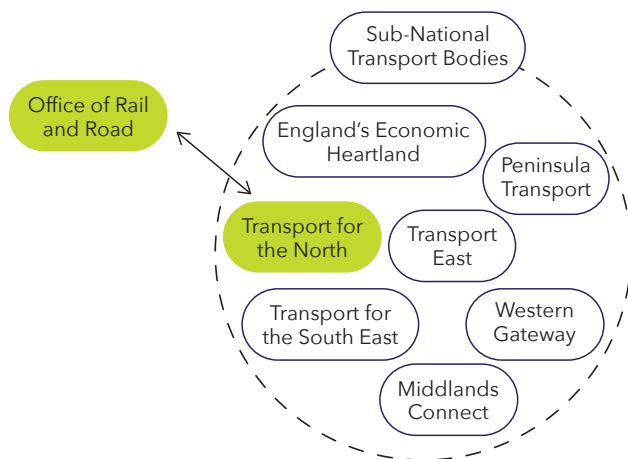 Sub-National
Transport Bodies
Office of Rail
and Road
England's Economic
Heartland
Peninsula
Transport
Transport for
the North
Transport
East
Transport for
the South East
Western
Gateway
Middlands
Connect